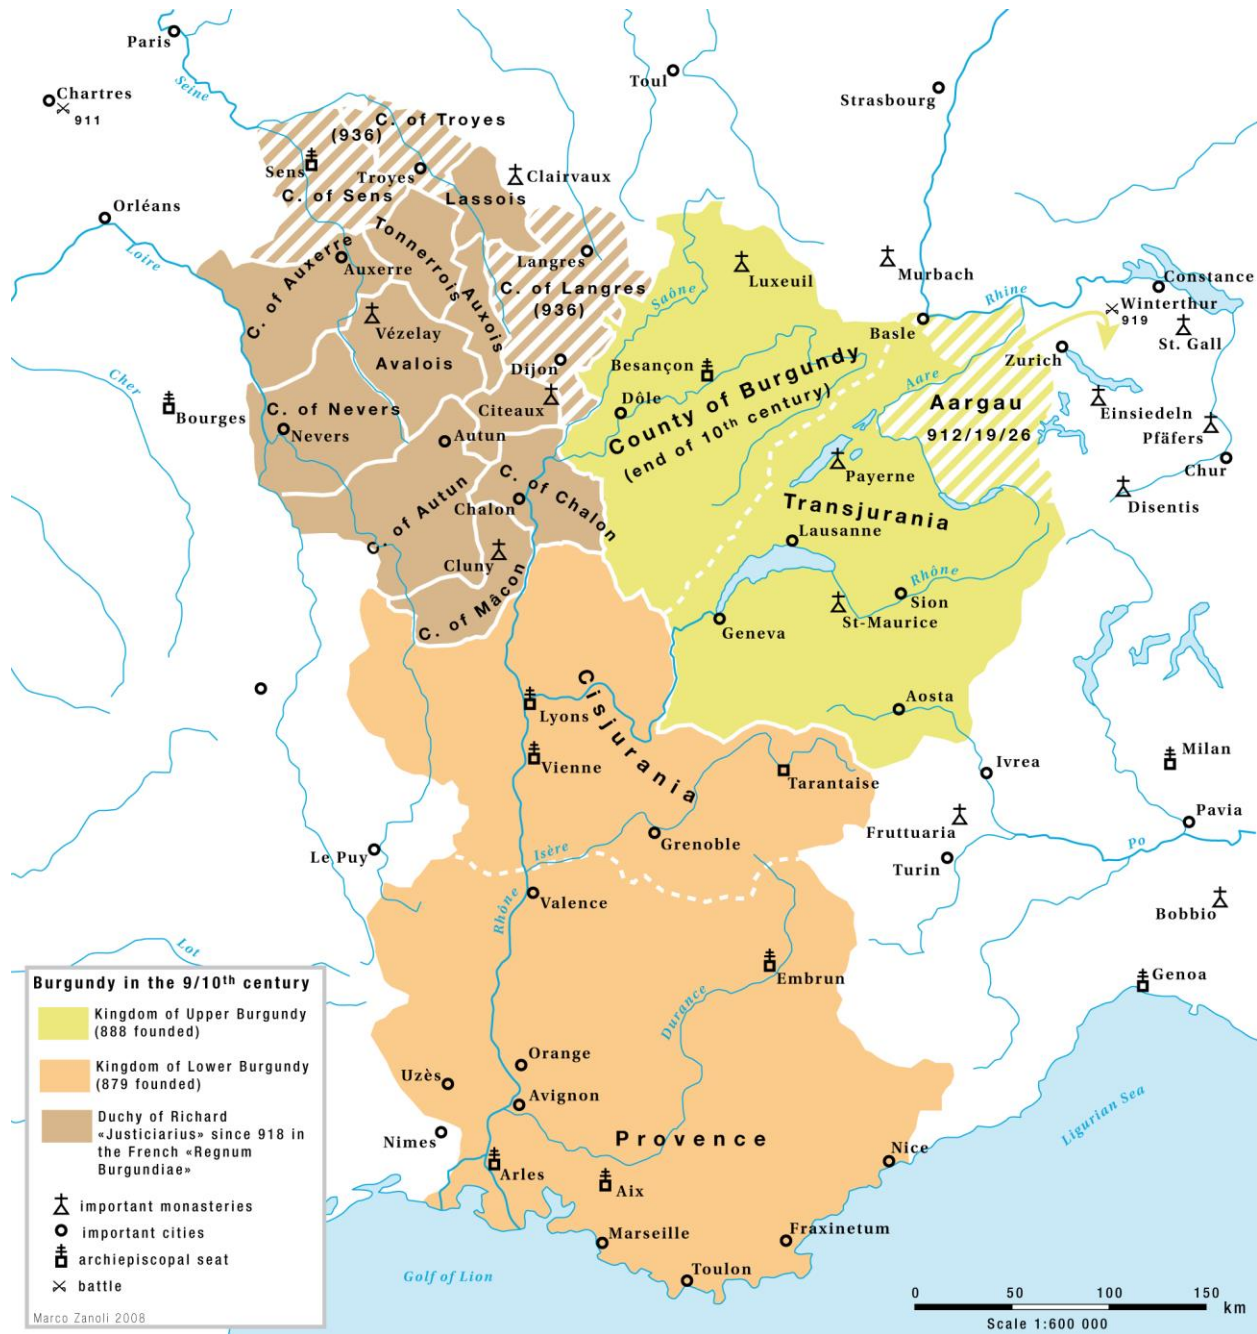 Paris
Seine
Chartres
911
Toul
Strasbourg
C. of Troyes
(936)
Sens
Troyes
C. of Sens
Clairvaux
Lassois
Orléans
Loire
C. of Auxerre
Auxerre
Tonnerrois
Auxois
Langres
C. of Langres
(936)
Luxeuil
Saône
Murbach
Rhine
Constance
Winterthur
919
St. Gall
Basle
Zurich
Vézelay
Avalois
Dijon
Besançon
County of Burgundy
(end of 10th century)
Aare
Aargau
912/19/26
Einsiedeln
Pfäfers
Chur
Disentis
Cher
Bourges
C. of Nevers
Nevers
Citeaux
Dôle
Autun
C. of Autun
Chalon
C. of Chalon
Payerne
Transjurania
Lausanne
Cluny
C. of Mâcon
Rhône
Sion
St-Maurice
Geneva
Cisjurania
Lyons
Vienne
Aosta
Tarantaise
Ivrea
Milan
Pavia
Po
Fruttuaria
Turin
Bobbio
Genoa
Grenoble
Isère
Le Puy
Valence
Rhône
Lot
Embrun
Durance
Orange
Uzès
Avignon
Nimes
Provence
Arles
Aix
Nice
Marseille
Fraxinetum
Toulon
Ligurian Sea
Golf of Lion
Burgundy in the 9/10th century
Kingdom of Upper Burgundy
(888 founded)
Kingdom of Lower Burgundy
(879 founded)
Duchy of Richard
«Justiciarius» since 918 in
the French «Regnum
Burgundiae»
important monasteries
important cities
archiepiscopal seat
battle
Marco Zanoli 2008
0 50 100 150
km
Scale 1:600 000